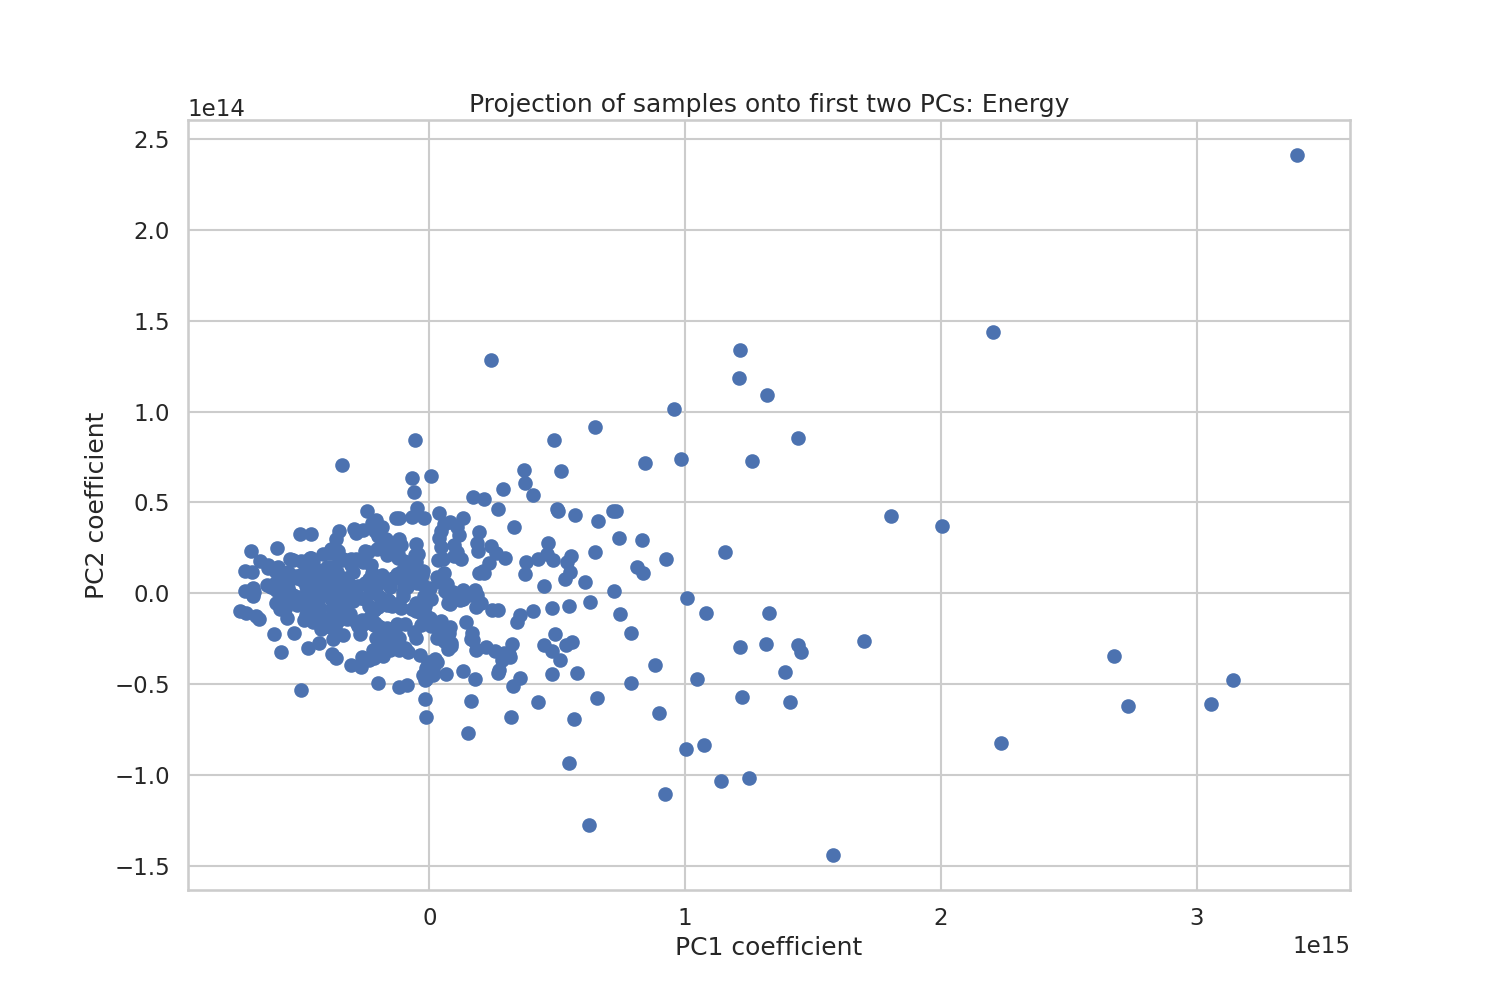 Projection of samples onto first two PCs: Energy
1e14
2.5
2.0
1.5
1.0
0.5
0.0
−0.5
−1.0
−1.5
PC2 coefficient
0 1 2 3
PC1 coefficient
1e15